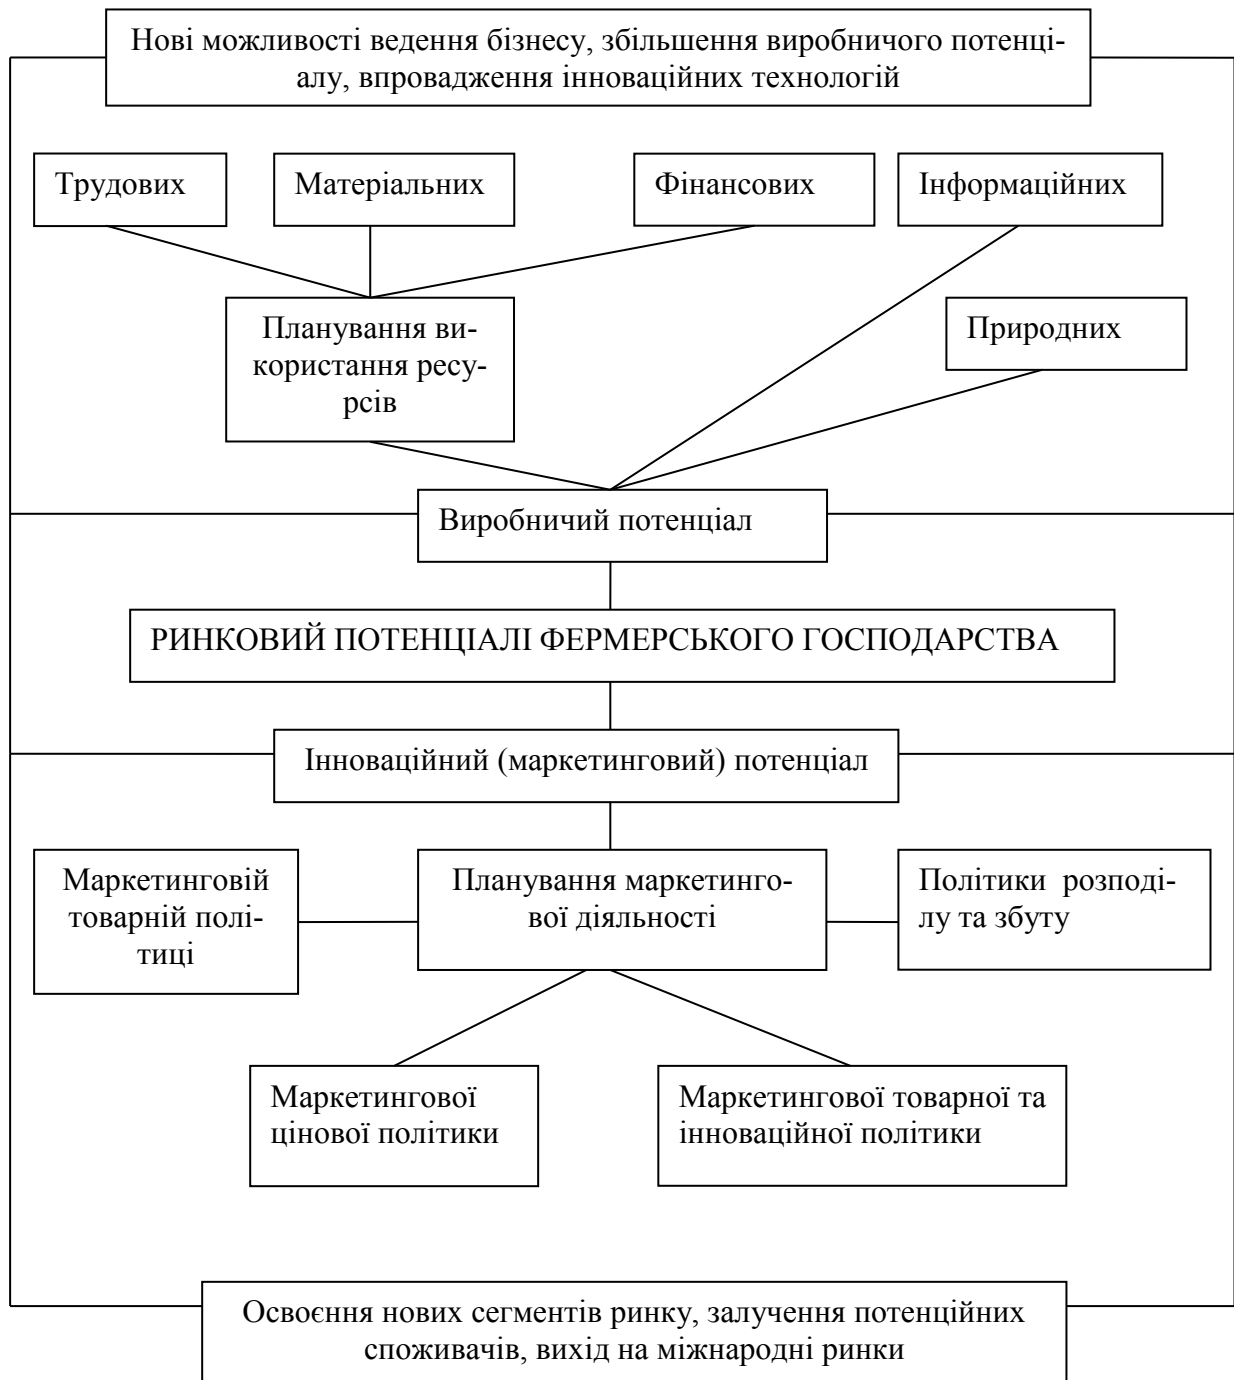 Нові можливості ведення бізнесу, збільшення виробничого потенці-
алу, впровадження інноваційних технологій
Трудових
Матеріальних
Фінансових
Інформаційних
Планування ви-
користання ресу-
рсів
Природних
Виробничий потенціал
РИНКОВИЙ ПОТЕНЦІАЛІ ФЕРМЕРСЬКОГО ГОСПОДАРСТВА
Інноваційний (маркетинговий) потенціал
Маркетинговій
товарній полі-
тиці
Планування маркетинго-
вої діяльності
Політики розподі-
лу та збуту
Маркетингової
цінової політики
Маркетингової товарної та
інноваційної політики
Освоєння нових сегментів ринку, залучення потенційних
споживачів, вихід на міжнародні ринки